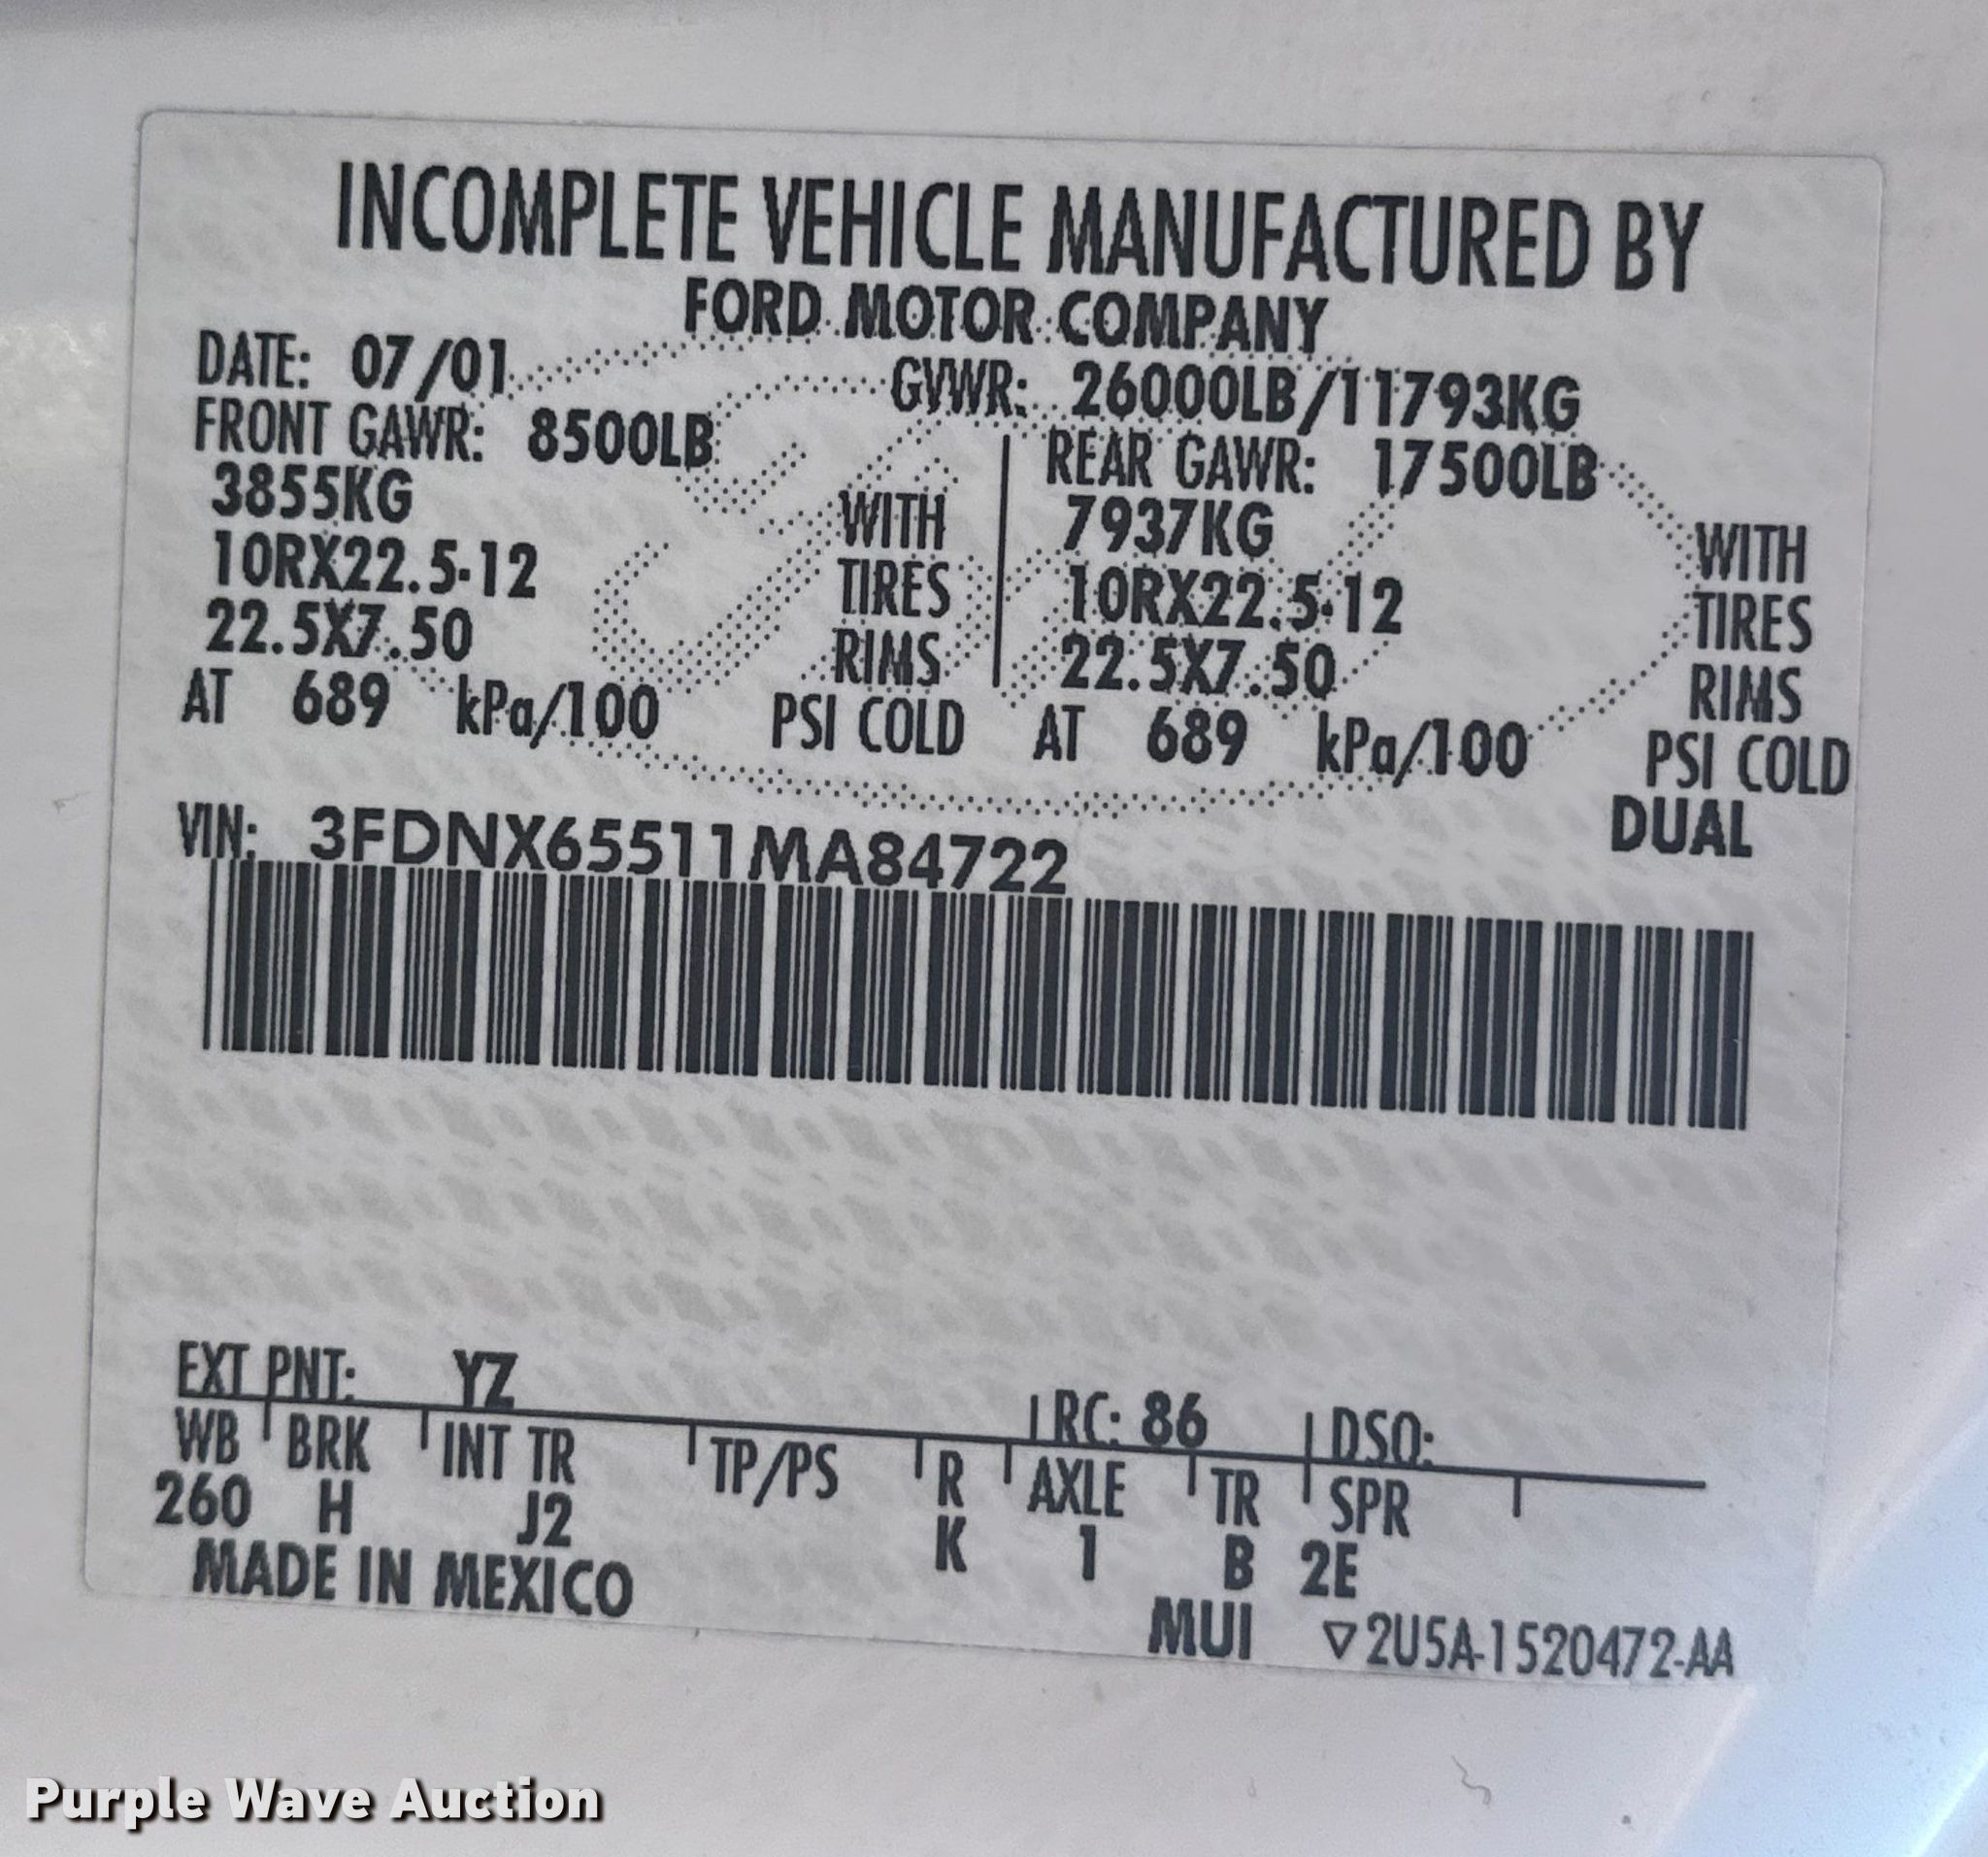 INCOMPLETE VEHICLE MANUFACTURED BY
FORD MOTOR COMPANY
DATE: 07/01 GVWR: 26000LB/11793KG
FRONT GAWR: 8500LB REAR GAWR: 17500LB
3855KG WITH 7937KG WITH
10RX22.5-12 TIRES 10RX22.5-12 TIRES
22.5X7.50 RIMS 22.5X7.50 RIMS
AT 689 kPa/100 PSI COLD AT 689 kPa/100 PSI COLD
DUAL
VIN: 3FDNX65511MA84722
EXT PNT: YZ RC: 86 DSO:
WB BRK INT TR TP/PS R AXLE TR SPR
260 H J2 K 1 B 2E
MADE IN MEXICO
MUI ▽2U5A-1520472-AA
Purple Wave Auction